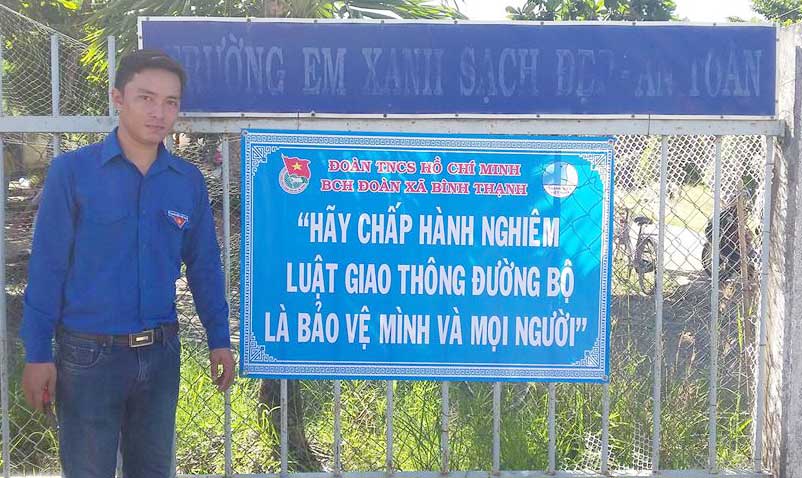 TRƯỜNG EM XANH SẠCH ĐẸP - AN TOÀN
ĐOÀN TNCS HỒ CHÍ MINH
BCH ĐOÀN XÃ BÌNH THẠNH
“HÃY CHẤP HÀNH NGHIÊM
LUẬT GIAO THÔNG ĐƯỜNG BỘ
LÀ BẢO VỆ MÌNH VÀ MỌI NGƯỜI”